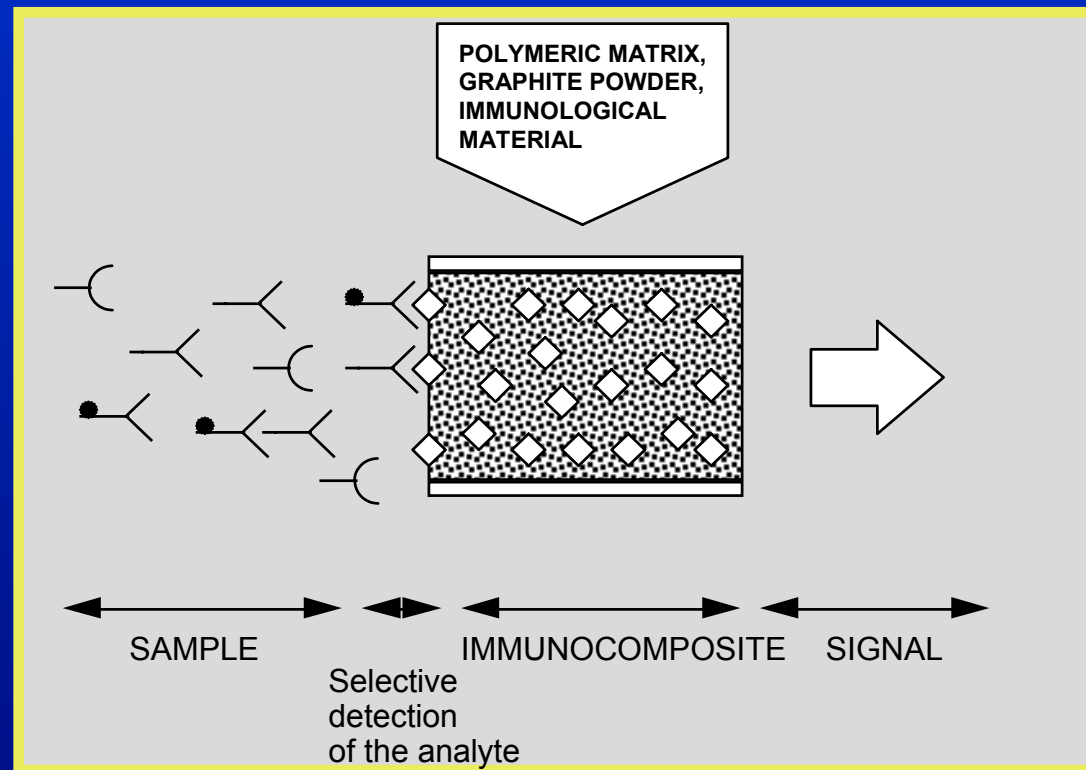 POLYMERIC MATRIX,
GRAPHITE POWDER,
IMMUNOLOGICAL
MATERIAL
SAMPLE
IMMUNOCOMPOSITE
SIGNAL
Selective
detection
of the analyte